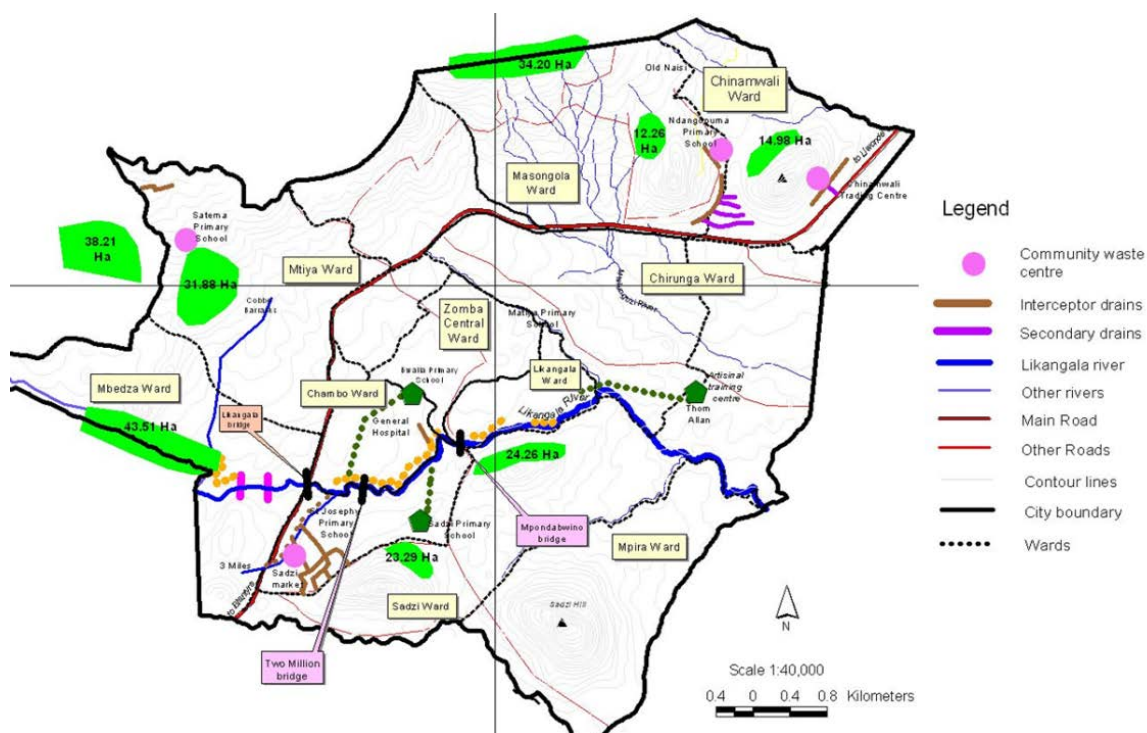 34.20 Ha
Old Naisi
Chinamwali
Ward
Ndangopuma
Primary
School
12.26
Ha
14.98 Ha
to Liwonde
Masongola
Ward
Chinamwali
Trading Centre
Satema
Primary
School
38.21
Ha
31.88 Ha
Mtiya Ward
Chirunga Ward
Cobbe
Barracks
Zomba
Central
Ward
Matiya Primary
School
Mbedza Ward
Chambo Ward
Likangala
Ward
Artisinal
training
centre
Likangala
bridge
General
Hospital
Likangala River
Thom
Allan
43.51 Ha
24.26 Ha
Josephy
Primary
School
Sadzi Primary
School
Mpondabwino
bridge
Mpira Ward
3 Miles
Sadzi
market
23.29 Ha
to Blantyre
Sadzi Ward
Sadzi Hill
Two Million
bridge
Legend
Community waste
centre
Interceptor drains
Secondary drains
Likangala river
Other rivers
Main Road
Other Roads
Contour lines
City boundary
Wards
N
Scale 1:40,000
0.4 0 0.4 0.8 Kilometers